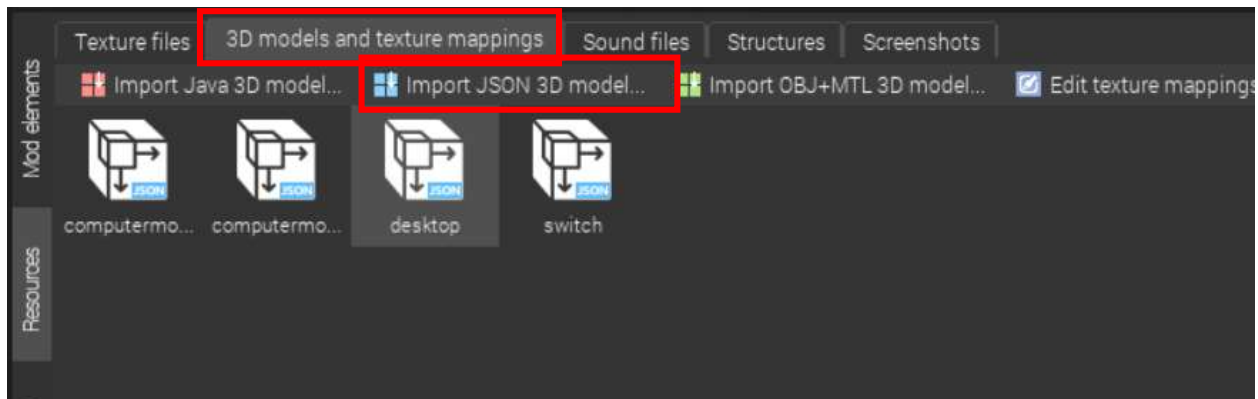 Texture files 3D models and texture mappings Sound files Structures Screenshots
Import Java 3D model... Import JSON 3D model... Import OBJ+MTL 3D model... Edit texture mappings
Mod elements
JSON JSON JSON JSON
computermo... computermo... desktop switch
Resources